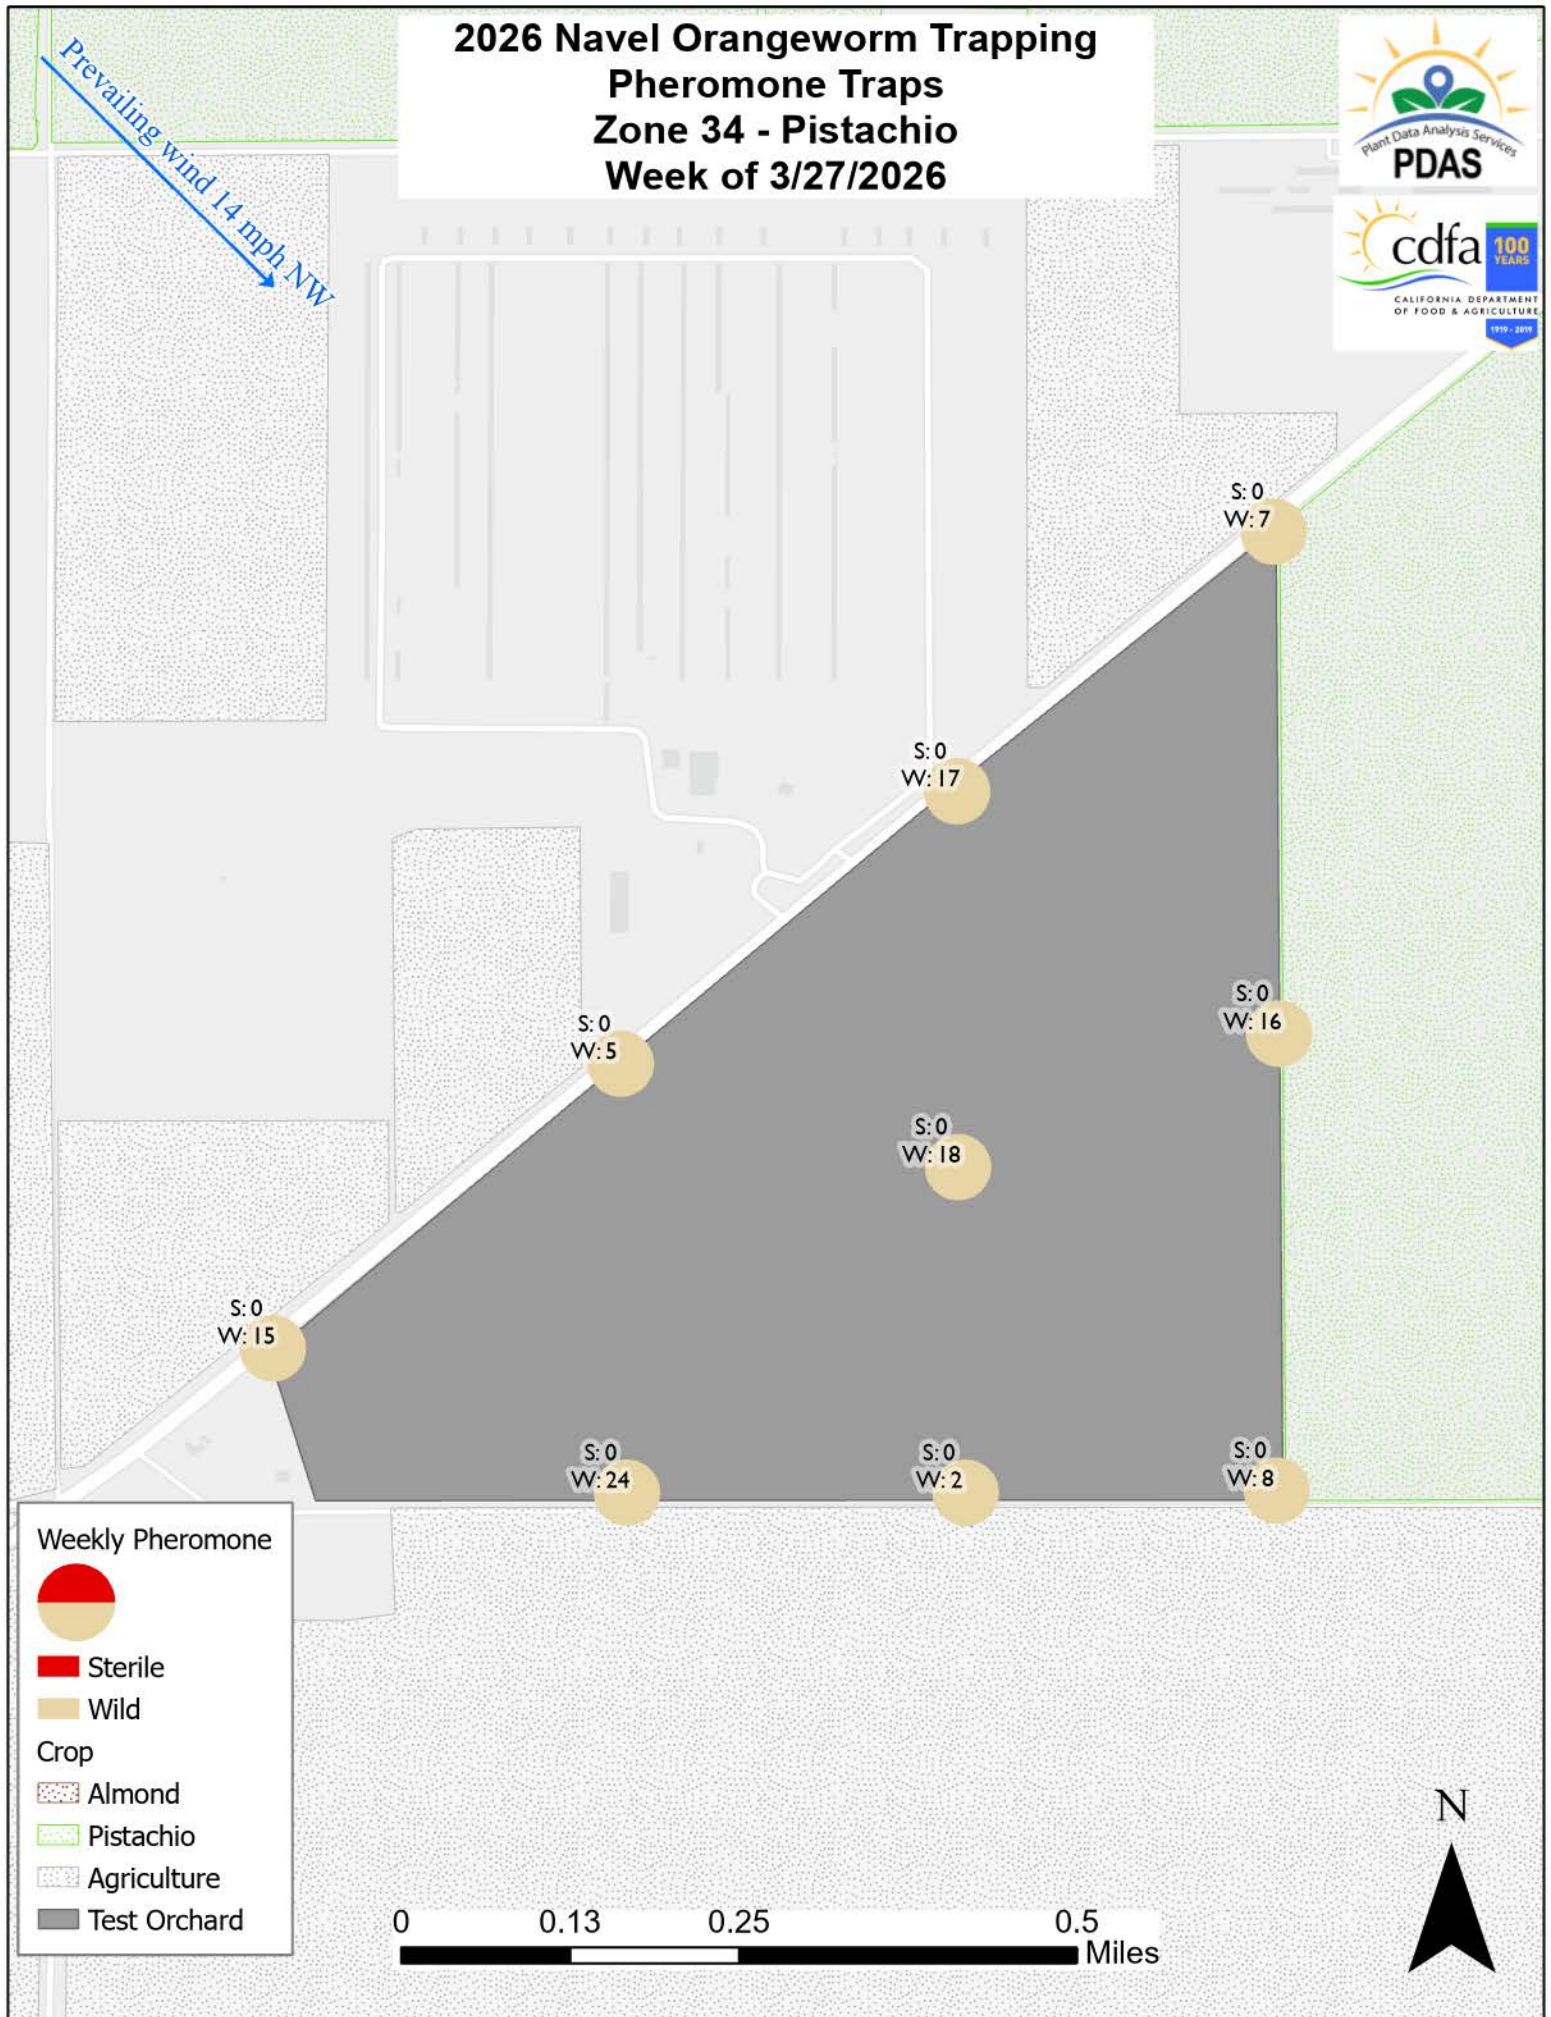 2026 Navel Orangeworm Trapping
Pheromone Traps
Zone 34 - Pistachio
Week of 3/27/2026
Prevailing wind 14 mph NW
Plant Data Analysis Services
PDAS
cdfa
100
YEARS
CALIFORNIA DEPARTMENT
OF FOOD & AGRICULTURE
1919 - 2019
S: 0
W: 7
S: 0
W: 17
S: 0
W: 16
S: 0
W: 5
S: 0
W: 18
S: 0
W: 15
S: 0
W: 24
S: 0
W: 2
S: 0
W: 8
Weekly Pheromone
Sterile
Wild
Crop
Almond
Pistachio
Agriculture
Test Orchard
0 0.13 0.25 0.5
Miles
N